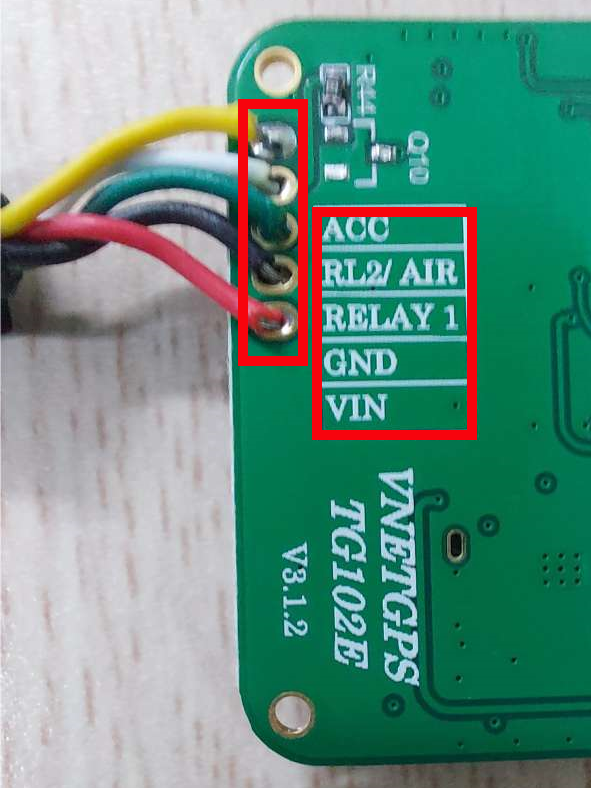 R44
Q10
ACC
RL2/ AIR
RELAY 1
GND
VIN
VNETGPS
TG102E
V3.1.2